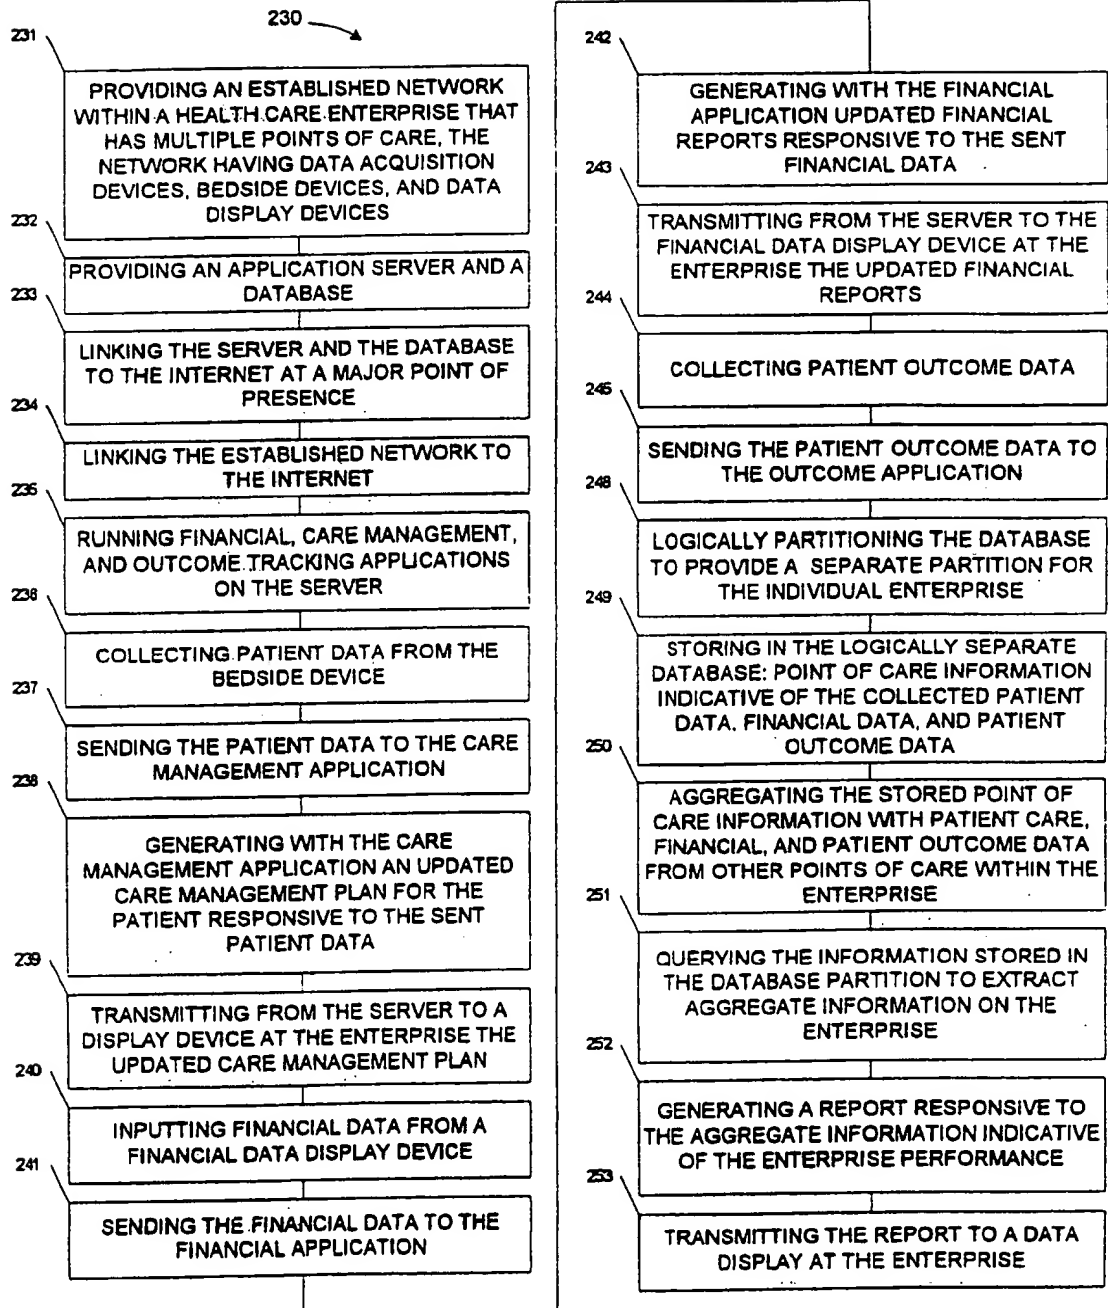 230
231
PROVIDING AN ESTABLISHED NETWORK
WITHIN A HEALTH CARE ENTERPRISE THAT
HAS MULTIPLE POINTS OF CARE, THE
NETWORK HAVING DATA ACQUISITION
DEVICES, BEDSIDE DEVICES, AND DATA
DISPLAY DEVICES
232
PROVIDING AN APPLICATION SERVER AND A
DATABASE
233
LINKING THE SERVER AND THE DATABASE
TO THE INTERNET AT A MAJOR POINT OF
PRESENCE
234
LINKING THE ESTABLISHED NETWORK TO
THE INTERNET
235
RUNNING FINANCIAL, CARE MANAGEMENT,
AND OUTCOME TRACKING APPLICATIONS
ON THE SERVER
236
COLLECTING PATIENT DATA FROM THE
BEDSIDE DEVICE
237
SENDING THE PATIENT DATA TO THE CARE
MANAGEMENT APPLICATION
238
GENERATING WITH THE CARE
MANAGEMENT APPLICATION AN UPDATED
CARE MANAGEMENT PLAN FOR THE
PATIENT RESPONSIVE TO THE SENT
PATIENT DATA
239
TRANSMITTING FROM THE SERVER TO A
DISPLAY DEVICE AT THE ENTERPRISE THE
UPDATED CARE MANAGEMENT PLAN
240
INPUTTING FINANCIAL DATA FROM A
FINANCIAL DATA DISPLAY DEVICE
241
SENDING THE FINANCIAL DATA TO THE
FINANCIAL APPLICATION
242
GENERATING WITH THE FINANCIAL
APPLICATION UPDATED FINANCIAL
REPORTS RESPONSIVE TO THE SENT
FINANCIAL DATA
243
TRANSMITTING FROM THE SERVER TO THE
FINANCIAL DATA DISPLAY DEVICE AT THE
ENTERPRISE THE UPDATED FINANCIAL
REPORTS
244
COLLECTING PATIENT OUTCOME DATA
245
SENDING THE PATIENT OUTCOME DATA TO
THE OUTCOME APPLICATION
248
LOGICALLY PARTITIONING THE DATABASE
TO PROVIDE A SEPARATE PARTITION FOR
THE INDIVIDUAL ENTERPRISE
249
STORING IN THE LOGICALLY SEPARATE
DATABASE: POINT OF CARE INFORMATION
INDICATIVE OF THE COLLECTED PATIENT
DATA, FINANCIAL DATA, AND PATIENT
OUTCOME DATA
250
AGGREGATING THE STORED POINT OF
CARE INFORMATION WITH PATIENT CARE,
FINANCIAL, AND PATIENT OUTCOME DATA
FROM OTHER POINTS OF CARE WITHIN THE
ENTERPRISE
251
QUERYING THE INFORMATION STORED IN
THE DATABASE PARTITION TO EXTRACT
AGGREGATE INFORMATION ON THE
ENTERPRISE
252
GENERATING A REPORT RESPONSIVE TO
THE AGGREGATE INFORMATION INDICATIVE
OF THE ENTERPRISE PERFORMANCE
253
TRANSMITTING THE REPORT TO A DATA
DISPLAY AT THE ENTERPRISE